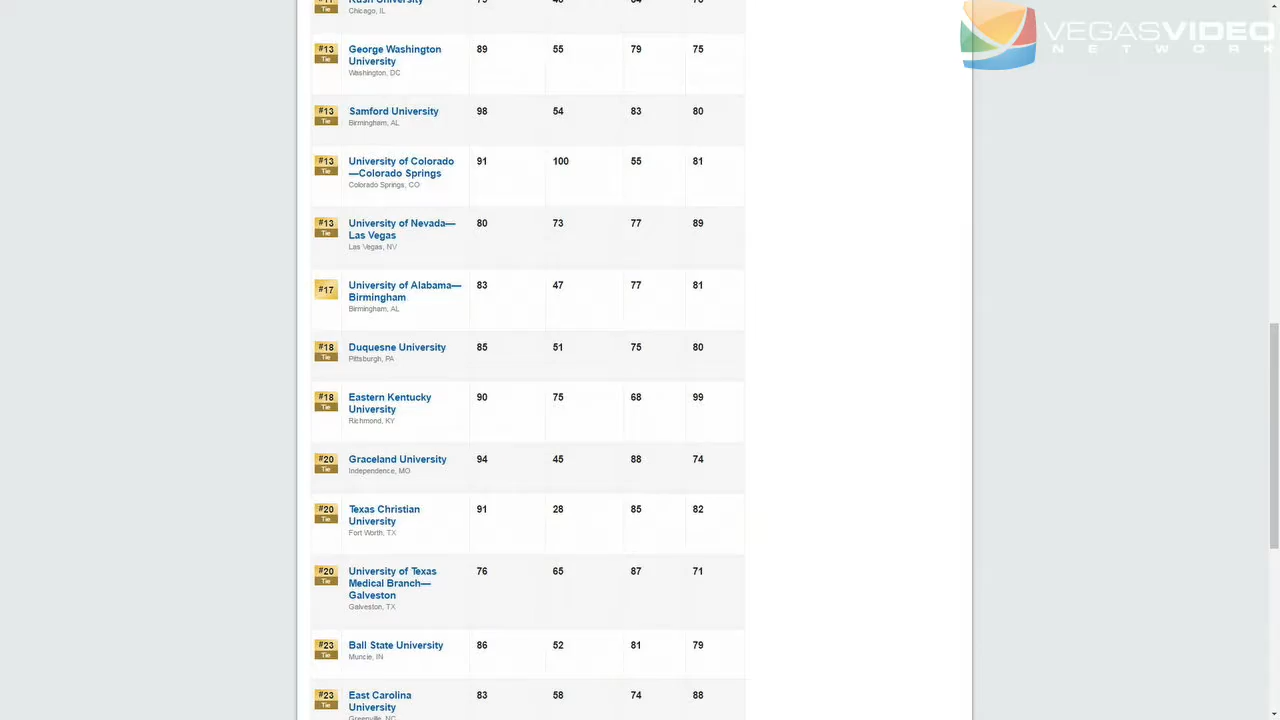 Rush University
Chicago, IL
#13 Tie George Washington 89 55 79 75
University
Washington, DC
#13 Tie Samford University 98 54 83 80
Birmingham, AL
#13 Tie University of Colorado 91 100 55 81
—Colorado Springs
Colorado Springs, CO
#13 Tie University of Nevada— 80 73 77 89
Las Vegas
Las Vegas, NV
#17 University of Alabama— 83 47 77 81
Birmingham
Birmingham, AL
#18 Tie Duquesne University 85 51 75 80
Pittsburgh, PA
#18 Tie Eastern Kentucky 90 75 68 99
University
Richmond, KY
#20 Tie Graceland University 94 45 88 74
Independence, MO
#20 Tie Texas Christian 91 28 85 82
University
Fort Worth, TX
#20 Tie University of Texas 76 65 87 71
Medical Branch—
Galveston
Galveston, TX
#23 Tie Ball State University 86 52 81 79
Muncie, IN
#23 Tie East Carolina 83 58 74 88
University
Greenville, NC
VEGASVIDEO
NETWORK